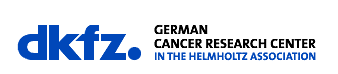 dkfz.
GERMAN
CANCER RESEARCH CENTER
IN THE HELMHOLTZ ASSOCIATION